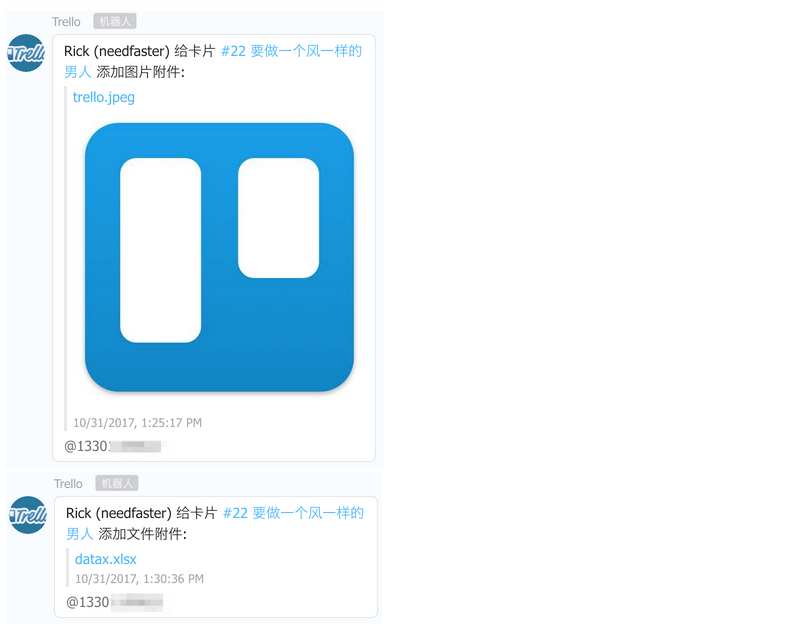 Trello 机器人
Trello
Rick (needfaster) 给卡片 #22 要做一个风一样的
男人 添加图片附件:
trello.jpeg
10/31/2017, 1:25:17 PM
@1330
Trello 机器人
Trello
Rick (needfaster) 给卡片 #22 要做一个风一样的
男人 添加文件附件:
datax.xlsx
10/31/2017, 1:30:36 PM
@1330